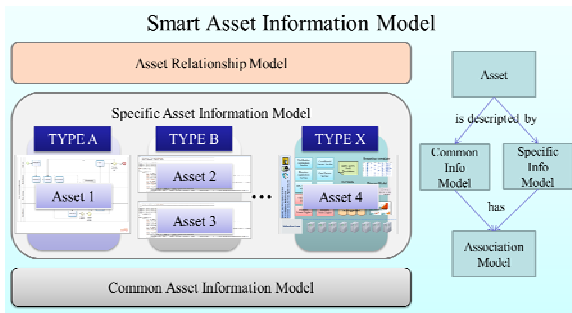 Smart Asset Information Model
Asset Relationship Model
Specific Asset Information Model
TYPE A
TYPE B
TYPE X
Asset 1
Asset 2
Asset 3
•••
Asset 4
Common Asset Information Model
Asset
is descripted by
Common
Info
Model
Specific
Info
Model
has
Association
Model